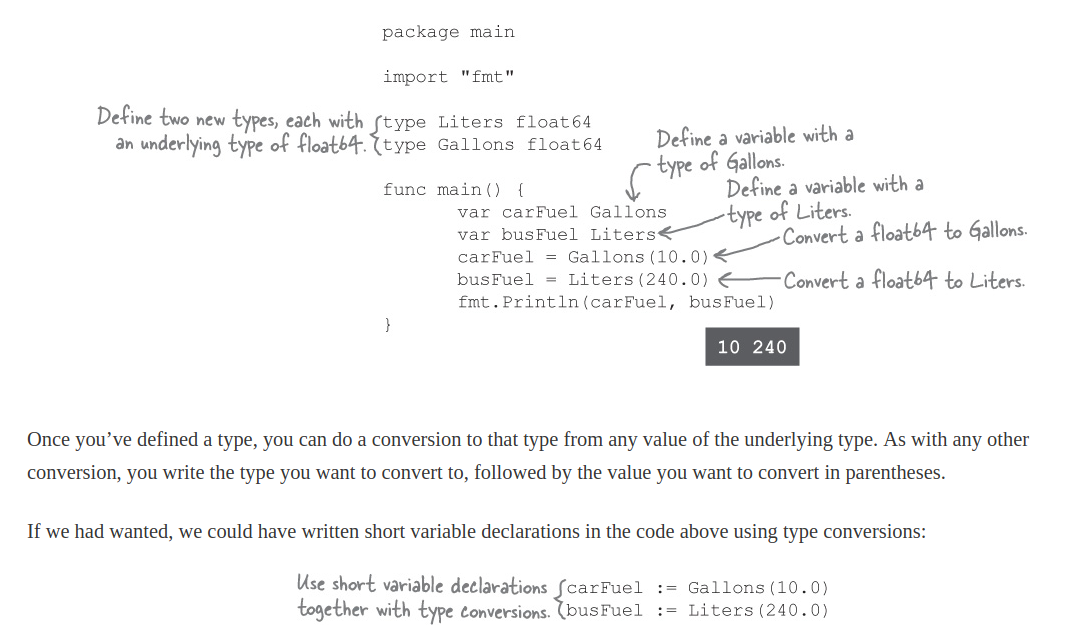 package main
import "fmt"
Define two new types, each with
an underlying type of float64.
type Liters float64
type Gallons float64
Define a variable with a
type of Gallons.
func main() {
Define a variable with a
type of Liters.
var carFuel Gallons
var busFuel Liters
Convert a float64 to Gallons.
carFuel = Gallons(10.0)
busFuel = Liters(240.0)
Convert a float64 to Liters.
fmt.Println(carFuel, busFuel)
}
10 240
Once you’ve defined a type, you can do a conversion to that type from any value of the underlying type. As with any other
conversion, you write the type you want to convert to, followed by the value you want to convert in parentheses.
If we had wanted, we could have written short variable declarations in the code above using type conversions:
Use short variable declarations
together with type conversions.
carFuel := Gallons(10.0)
busFuel := Liters(240.0)